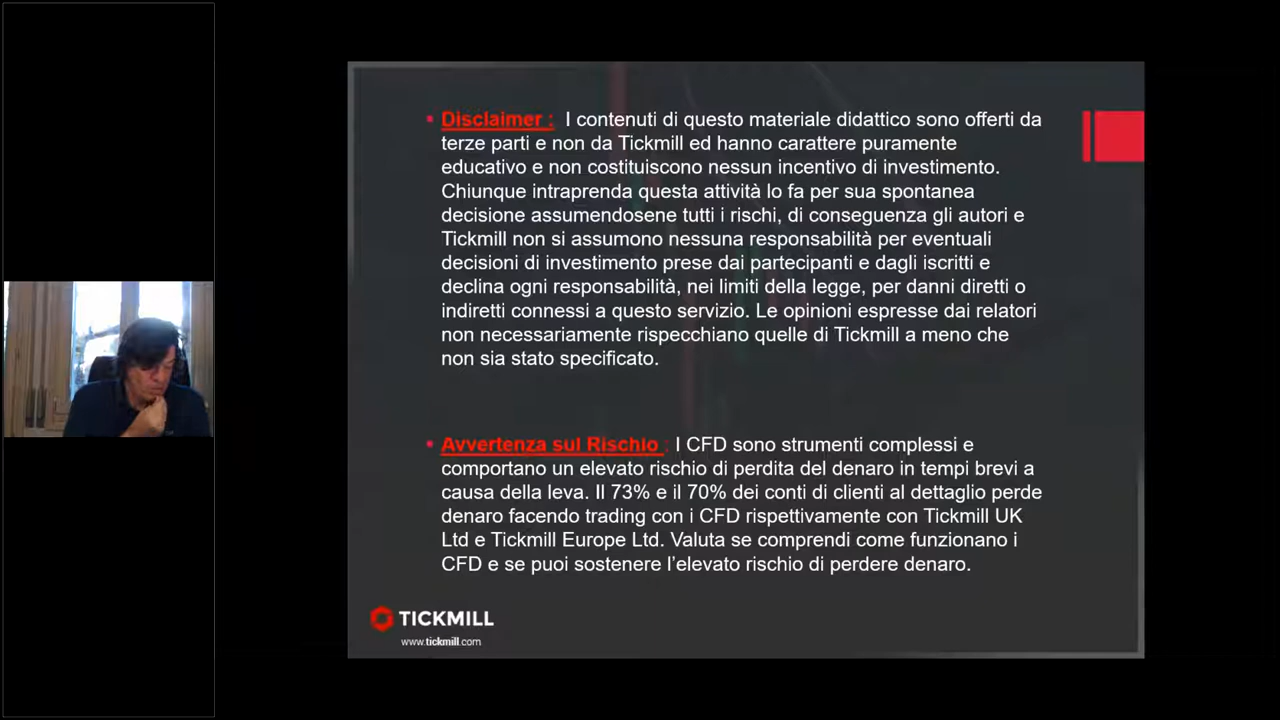 Disclaimer : I contenuti di questo materiale didattico sono offerti da
terze parti e non da Tickmill ed hanno carattere puramente
educativo e non costituiscono nessun incentivo di investimento.
Chiunque intraprenda questa attività lo fa per sua spontanea
decisione assumendosene tutti i rischi, di conseguenza gli autori e
Tickmill non si assumono nessuna responsabilità per eventuali
decisioni di investimento prese dai partecipanti e dagli iscritti e
declina ogni responsabilità, nei limiti della legge, per danni diretti o
indiretti connessi a questo servizio. Le opinioni espresse dai relatori
non necessariamente rispecchiano quelle di Tickmill a meno che
non sia stato specificato.
Avvertenza sul Rischio : I CFD sono strumenti complessi e
comportano un elevato rischio di perdita del denaro in tempi brevi a
causa della leva. Il 73% e il 70% dei conti di clienti al dettaglio perde
denaro facendo trading con i CFD rispettivamente con Tickmill UK
Ltd e Tickmill Europe Ltd. Valuta se comprendi come funzionano i
CFD e se puoi sostenere l'elevato rischio di perdere denaro.
TICKMILL
www.tickmill.com